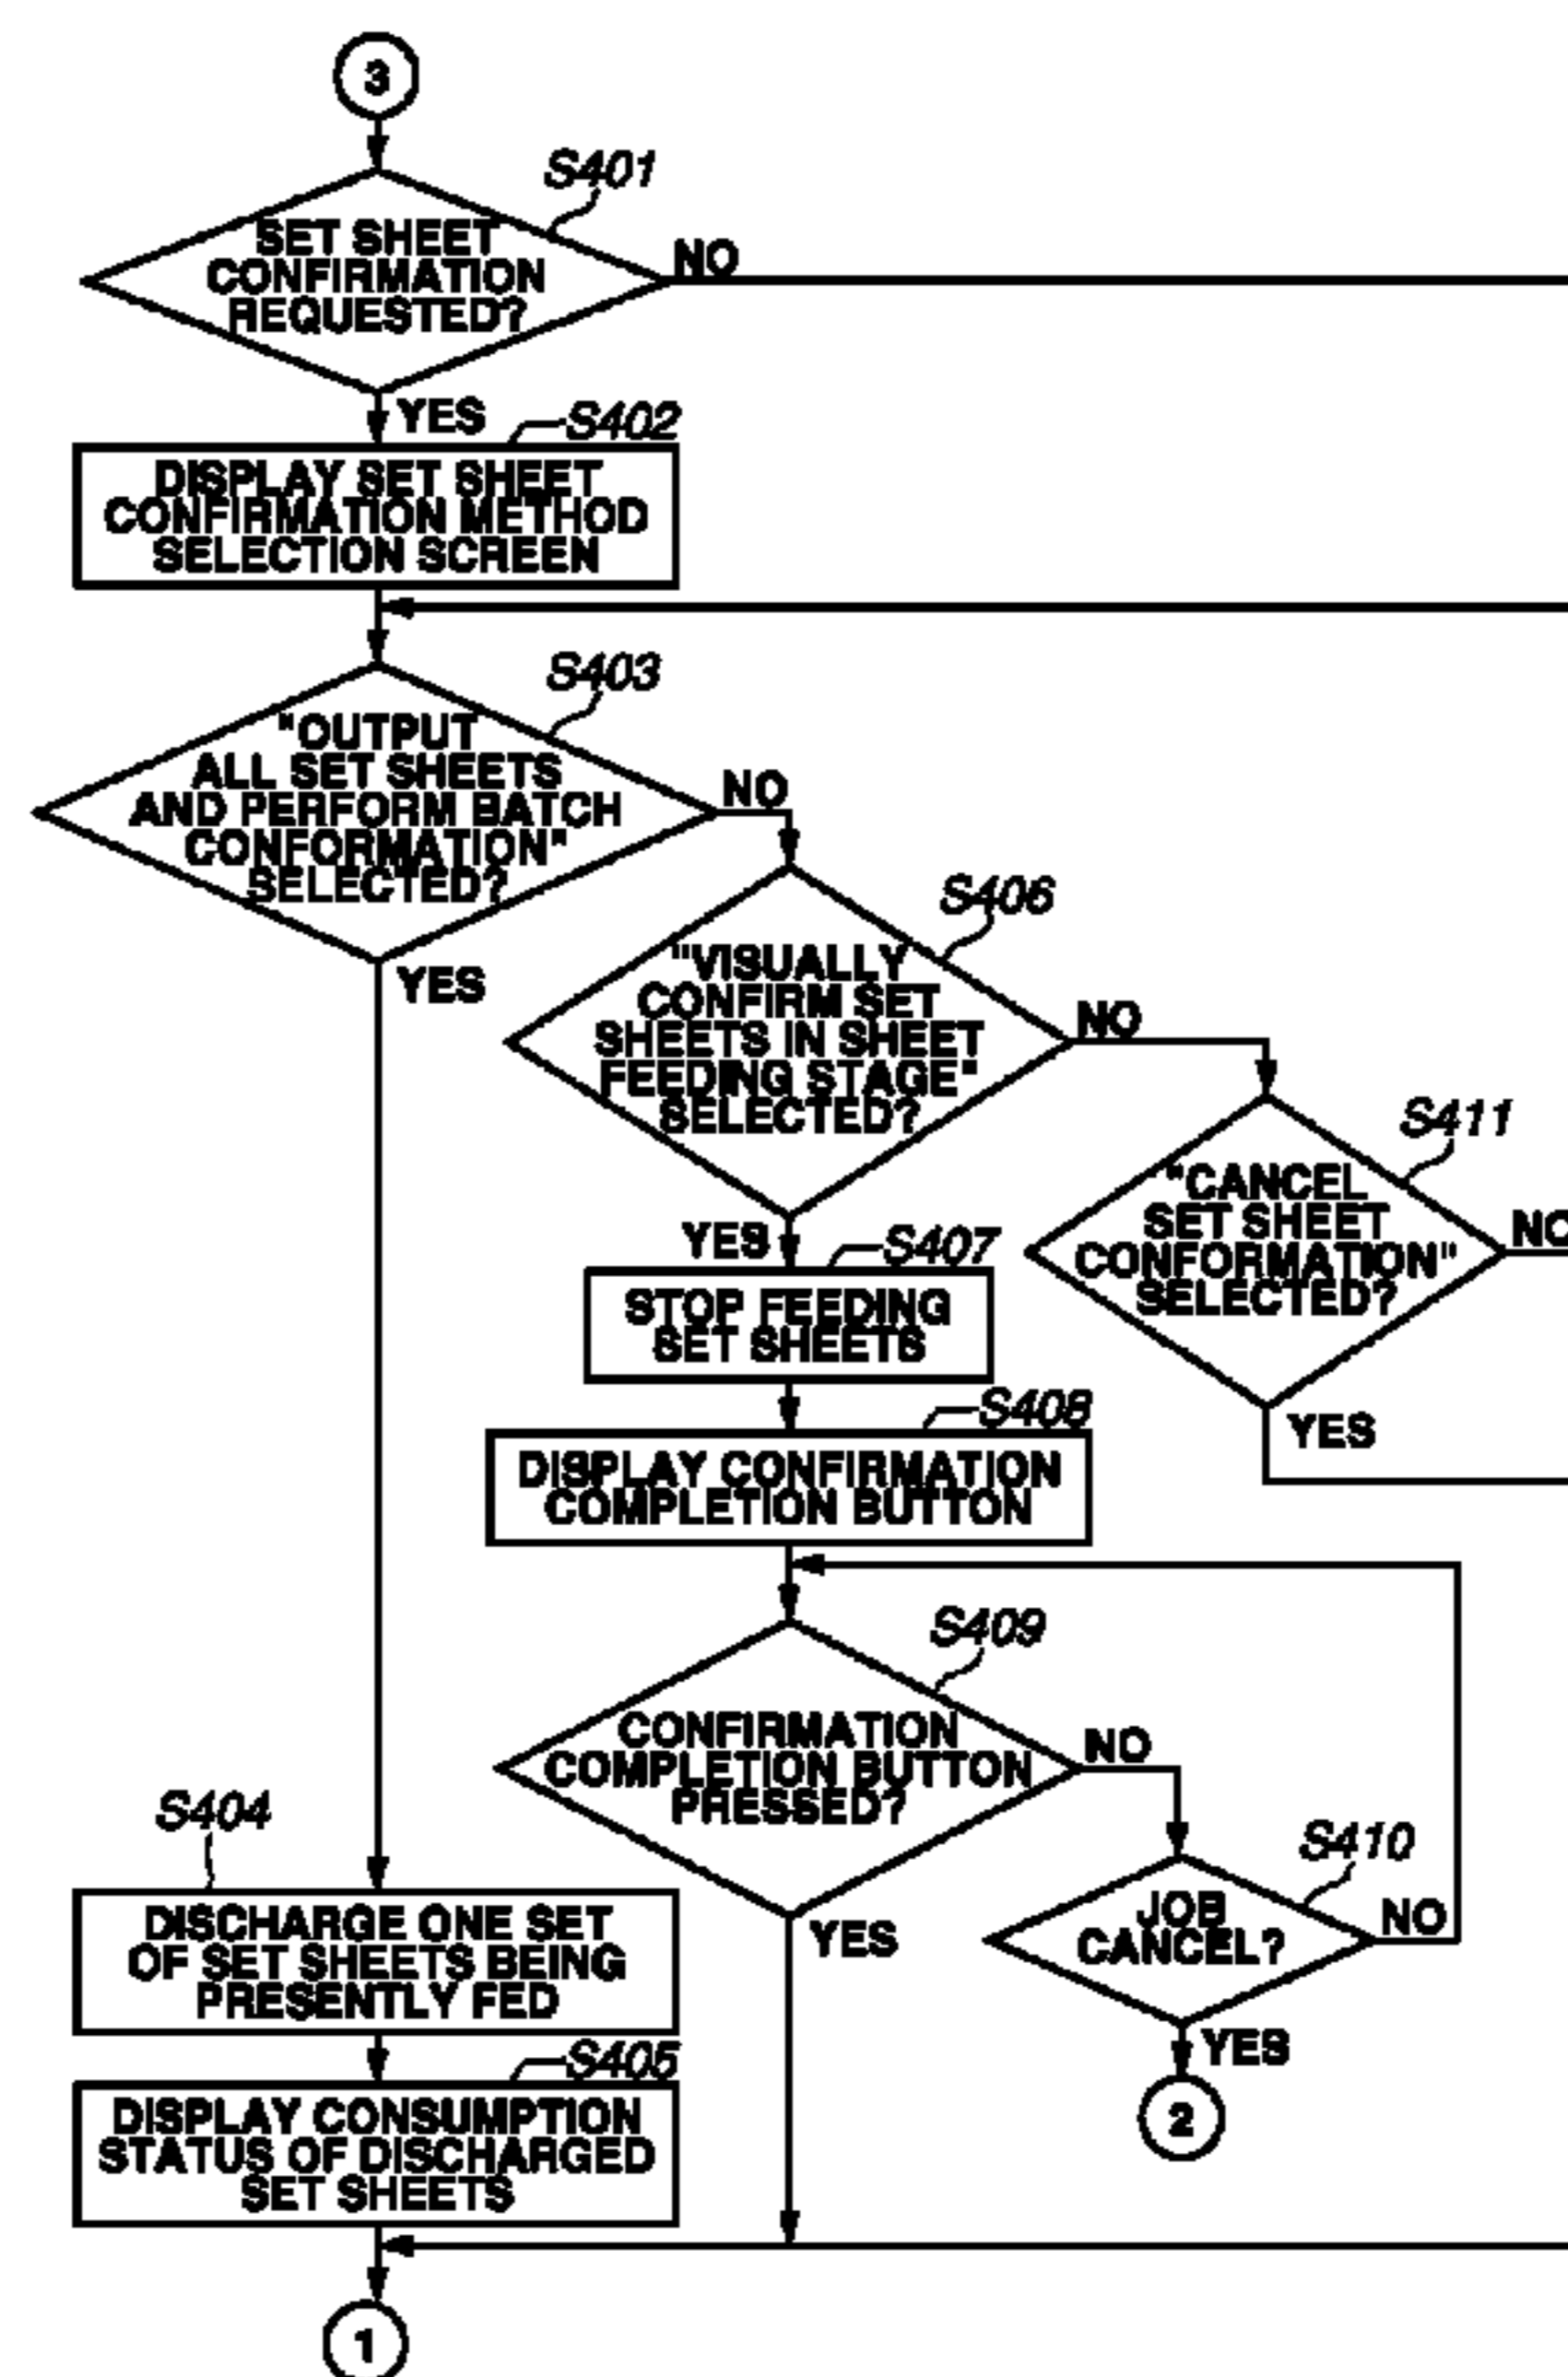 3
S401
SET SHEET
CONFIRMATION
REQUESTED?
NO
YES
S402
DISPLAY SET SHEET
CONFIRMATION METHOD
SELECTION SCREEN
S403
"OUTPUT
ALL SET SHEETS
AND PERFORM BATCH
CONFORMATION"
SELECTED?
NO
YES
S406
"VISUALLY
CONFIRM SET
SHEETS IN SHEET
FEEDING STAGE"
SELECTED?
NO
YES
S411
"CANCEL
SET SHEET
CONFORMATION"
SELECTED?
NO
YES
S407
STOP FEEDING
SET SHEETS
S408
DISPLAY CONFIRMATION
COMPLETION BUTTON
S409
CONFIRMATION
COMPLETION BUTTON
PRESSED?
NO
YES
S410
JOB
CANCEL?
NO
YES
2
S404
DISCHARGE ONE SET
OF SET SHEETS BEING
PRESENTLY FED
S405
DISPLAY CONSUMPTION
STATUS OF DISCHARGED
SET SHEETS
1